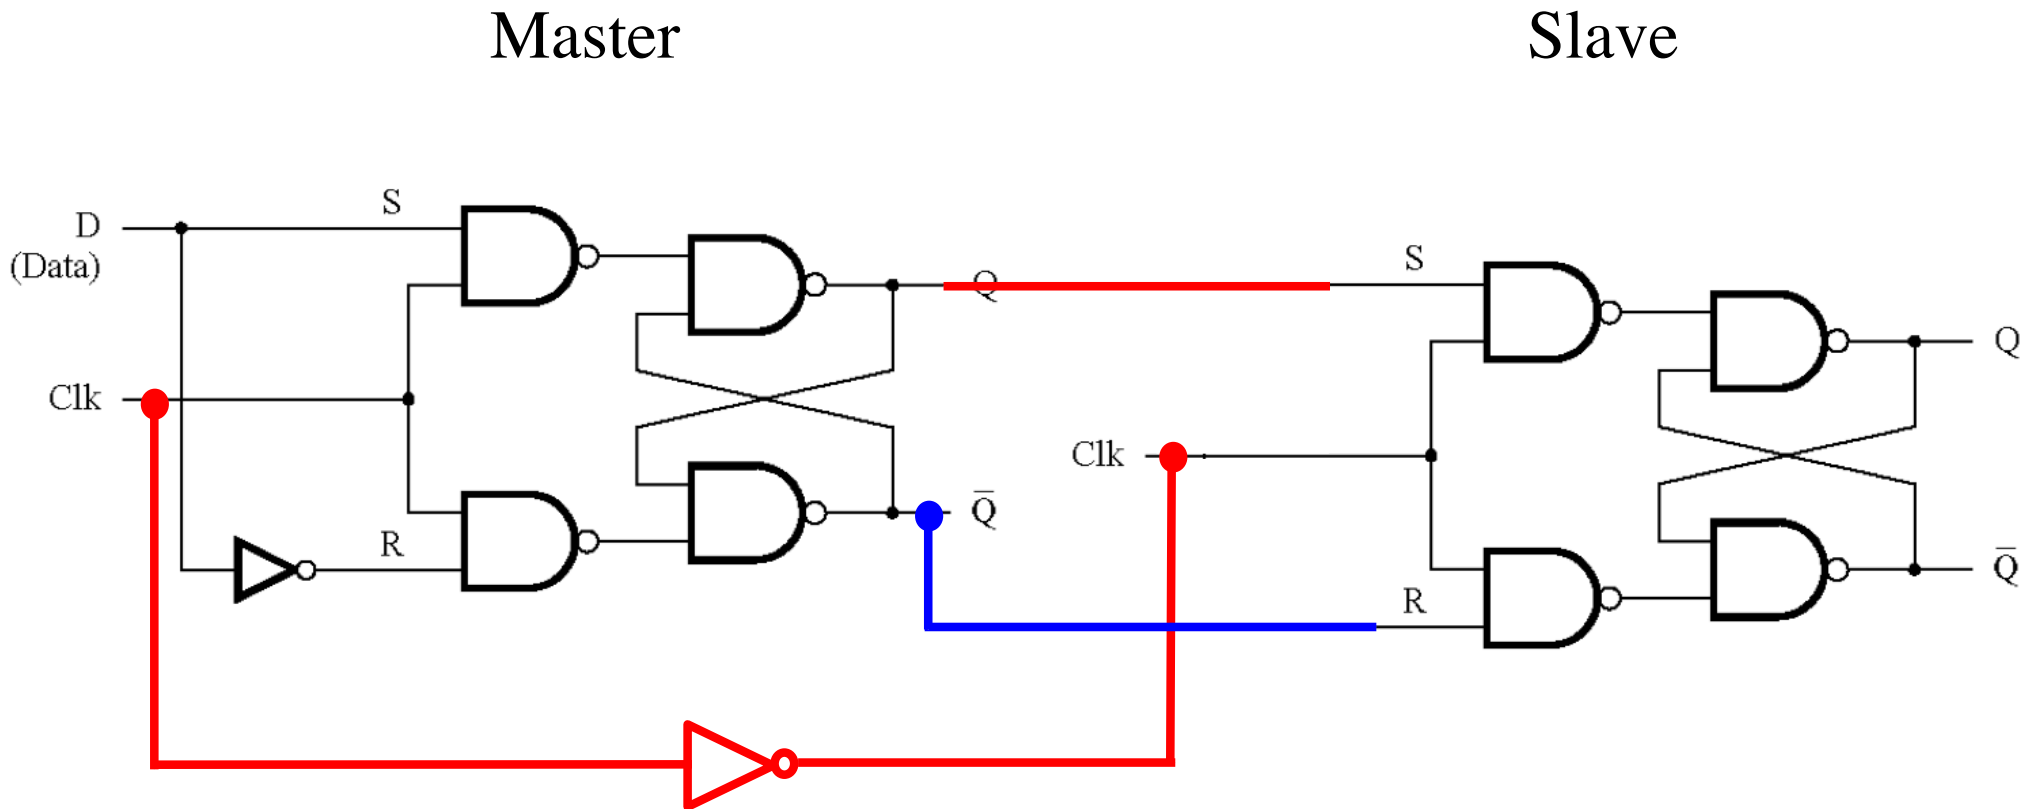 Master
Slave
S
D
(Data)
S
Q
Q
Clk
Clk
Q̅
R
Q̅
R